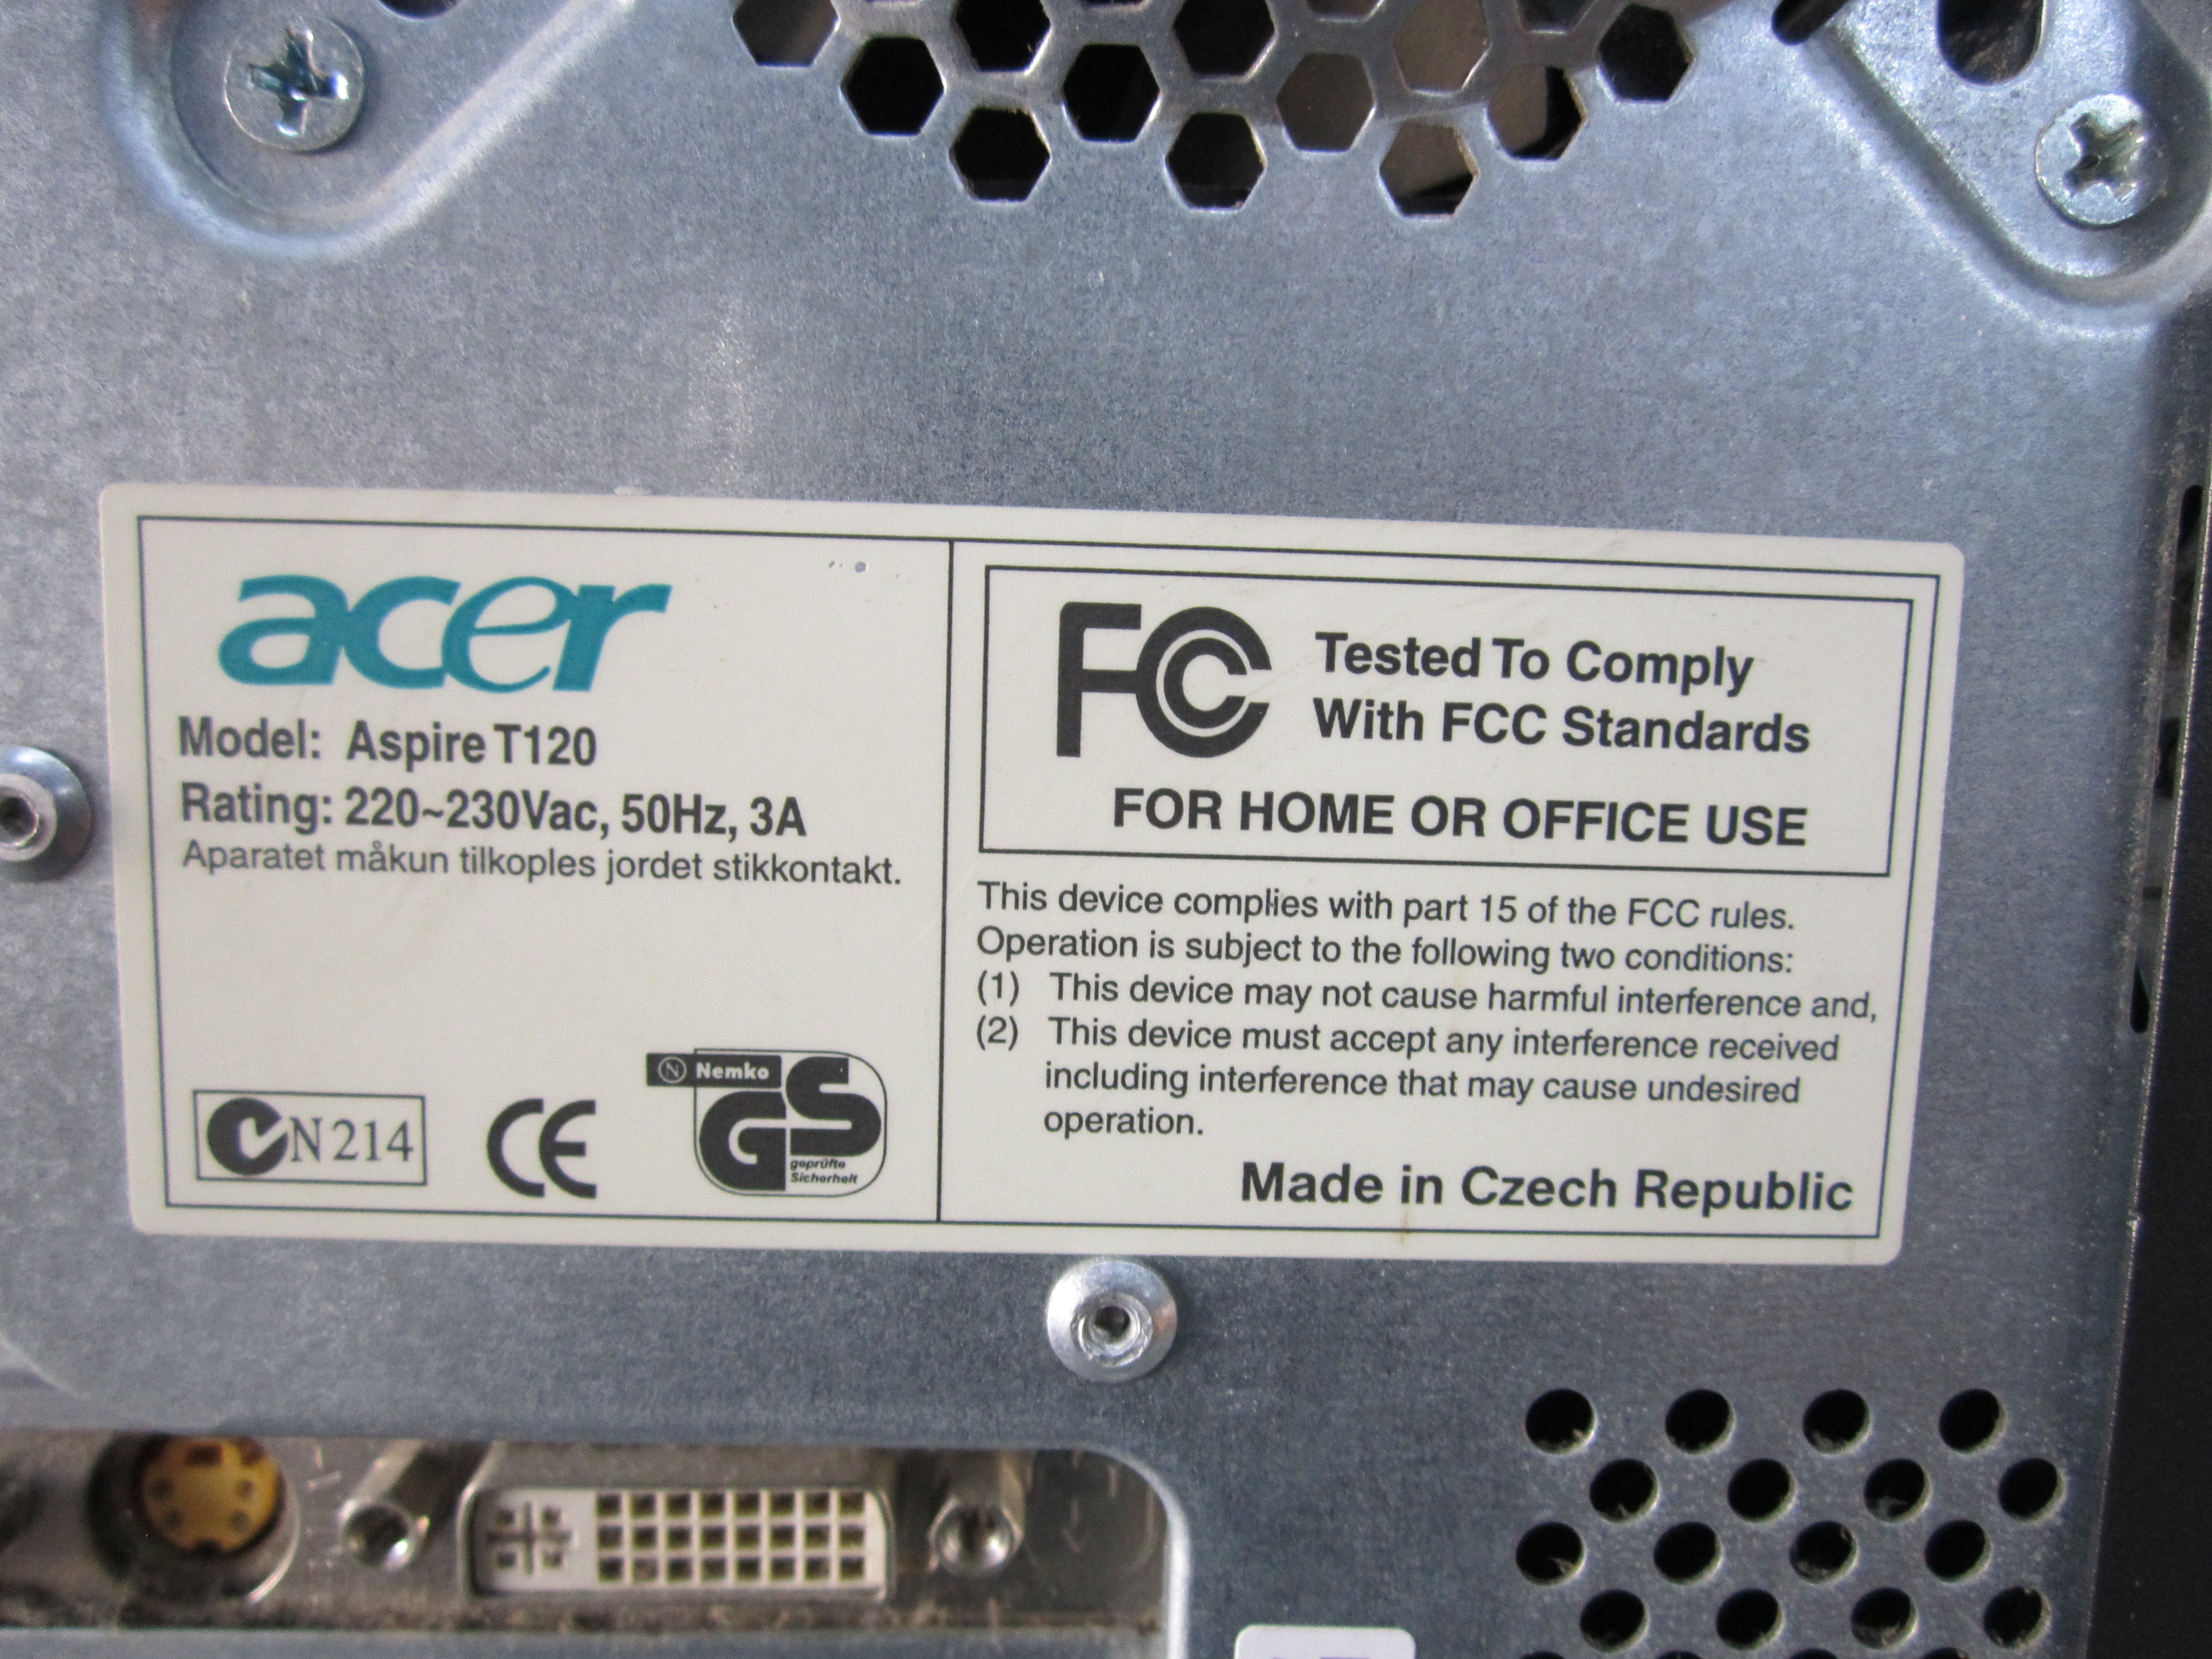 acer
Model: Aspire T120
Rating: 220~230Vac, 50Hz, 3A
Aparatet måkun tilkoples jordet stikkontakt.
N214
CE
N Nemko
GS
geprüfte
Sicherheit
FC Tested To Comply
With FCC Standards
FOR HOME OR OFFICE USE
This device complies with part 15 of the FCC rules.
Operation is subject to the following two conditions:
(1) This device may not cause harmful interference and,
(2) This device must accept any interference received
including interference that may cause undesired
operation.
Made in Czech Republic